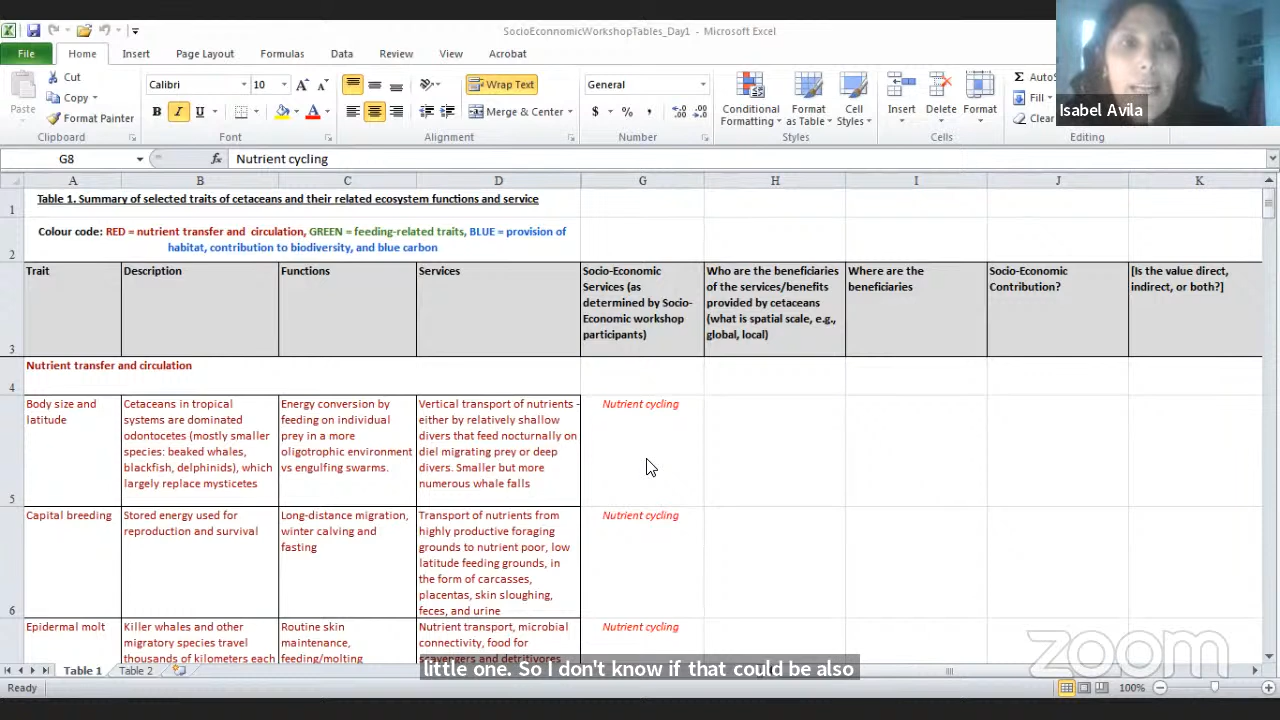 SocioEconnomicWorkshopTables_Day1 - Microsoft Excel
File Home Insert Page Layout Formulas Data Review View Acrobat
Isabel Avila
Paste
Cut
Copy
Format Painter
Clipboard
Calibri 10
B I U
Font
Wrap Text
Merge & Center
Alignment
General
$ % ,
Number
Conditional Formatting
Format as Table
Cell Styles
Styles
Insert Delete Format
Cells
Σ AutoS
Fill
Clear
Editing
G8 fx Nutrient cycling
A B C D G H I J K
1 Table 1. Summary of selected traits of cetaceans and their related ecosystem functions and service
Colour code: RED = nutrient transfer and circulation, GREEN = feeding-related traits, BLUE = provision of
2 habitat, contribution to biodiversity, and blue carbon
3
Trait
Description
Functions
Services
Socio-Economic
Services (as
determined by Socio-
Economic workshop
participants)
Who are the beneficiaries
of the services/benefits
provided by cetaceans
(what is spatial scale, e.g.,
global, local)
Where are the
beneficiaries
Socio-Economic
Contribution?
[Is the value direct,
indirect, or both?]
4
Nutrient transfer and circulation
5
Body size and
latitude
Cetaceans in tropical
systems are dominated
odontocetes (mostly smaller
species: beaked whales,
blackfish, delphinids), which
largely replace mysticetes
Energy conversion by
feeding on individual
prey in a more
oligotrophic environment
vs engulfing swarms.
Vertical transport of nutrients -
either by relatively shallow
divers that feed nocturnally on
diel migrating prey or deep
divers. Smaller but more
numerous whale falls
Nutrient cycling
6
Capital breeding
Stored energy used for
reproduction and survival
Long-distance migration,
winter calving and
fasting
Transport of nutrients from
highly productive foraging
grounds to nutrient poor, low
latitude feeding grounds, in
the form of carcasses,
placentas, skin sloughing,
feces, and urine
Nutrient cycling
Epidermal molt
Killer whales and other
migratory species travel
thousands of kilometers each
Routine skin
maintenance,
feeding/molting
Nutrient transport, microbial
connectivity, food for
scavengers and detritivores
Nutrient cycling
little one. So I don't know if that could be also
zoom
Table 1 Table 2
Ready
100%